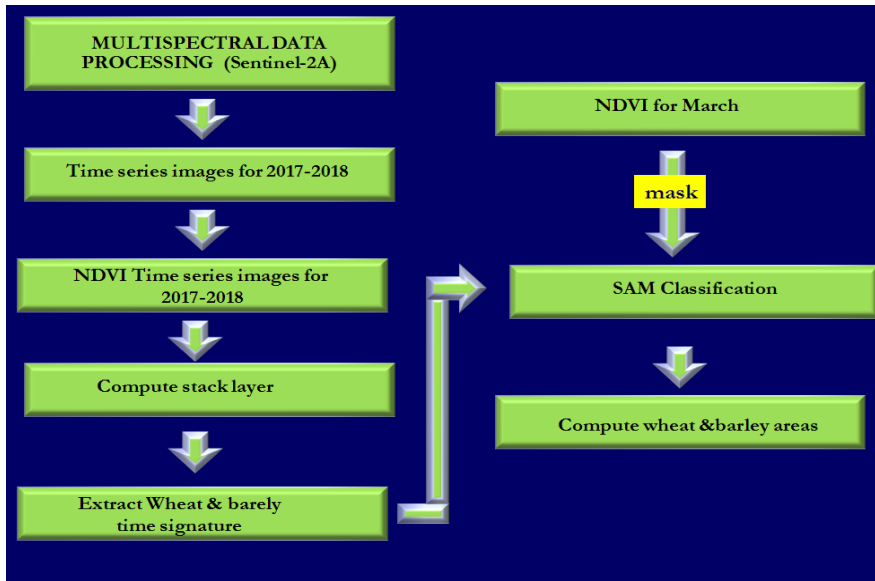 MULTISPECTRAL DATA
PROCESSING (Sentinel-2A)
Time series images for 2017-2018
NDVI Time series images for
2017-2018
Compute stack layer
Extract Wheat & barely
time signature
NDVI for March
mask
SAM Classification
Compute wheat &barley areas